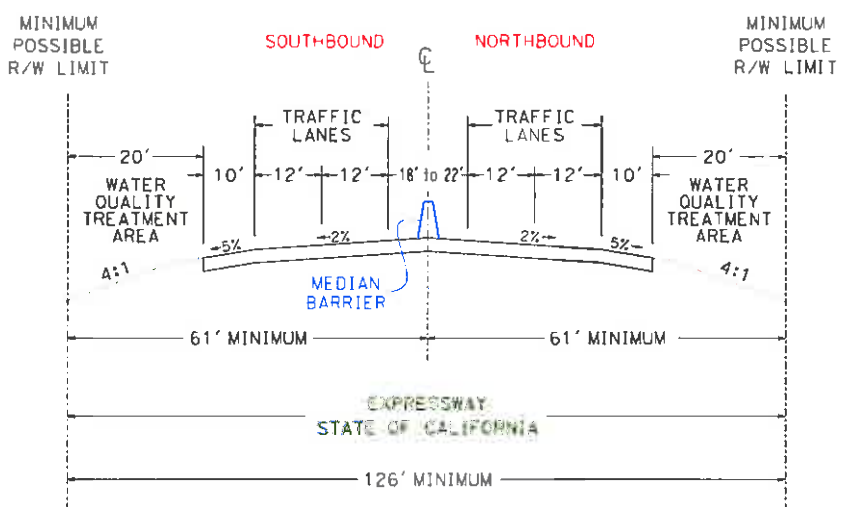 MINIMUM
POSSIBLE
R/W LIMIT
SOUTHBOUND
℄
NORTHBOUND
MINIMUM
POSSIBLE
R/W LIMIT
TRAFFIC
LANES
TRAFFIC
LANES
20' 10' 12' 12' 18' to 22' 12' 12' 10' 20'
WATER
QUALITY
TREATMENT
AREA
WATER
QUALITY
TREATMENT
AREA
4:1 5% 2% 2% 5% 4:1
MEDIAN
BARRIER
61' MINIMUM 61' MINIMUM
EXPRESSWAY
STATE OF CALIFORNIA
126' MINIMUM